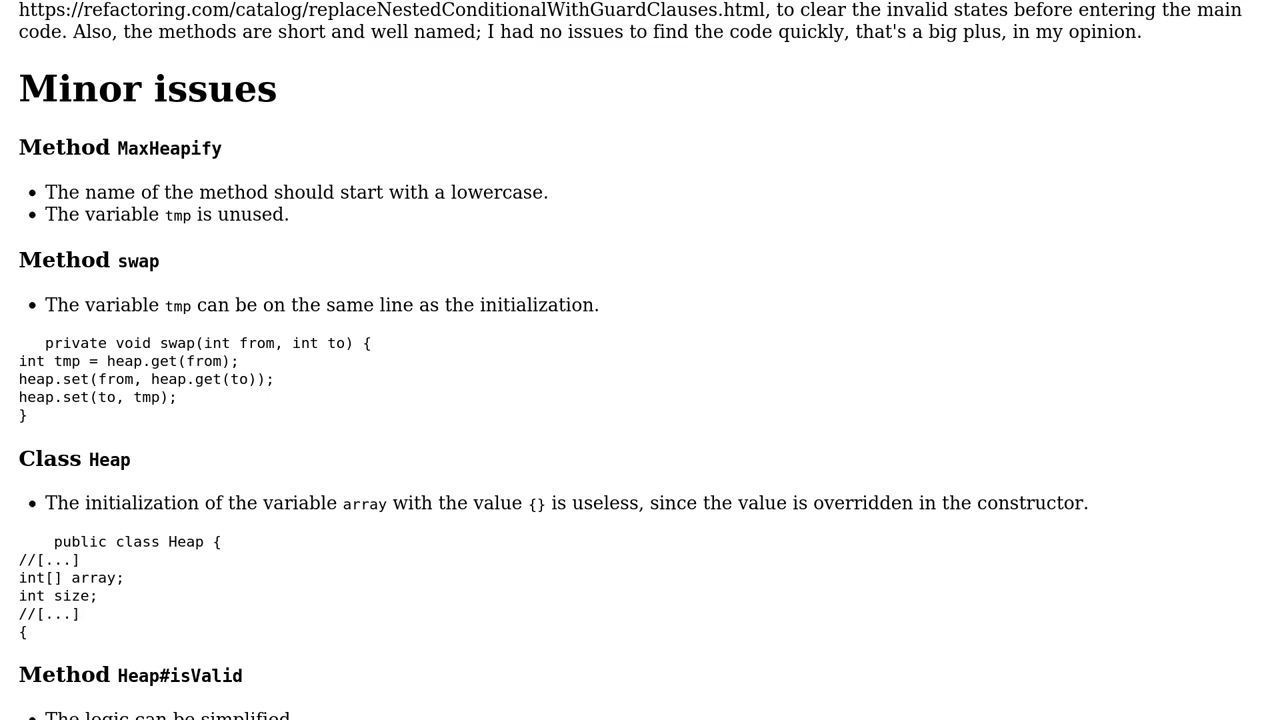 https://refactoring.com/catalog/replaceNestedConditionalWithGuardClauses.html, to clear the invalid states before entering the main
code. Also, the methods are short and well named; I had no issues to find the code quickly, that's a big plus, in my opinion.
Minor issues
Method MaxHeapify
• The name of the method should start with a lowercase.
• The variable tmp is unused.
Method swap
• The variable tmp can be on the same line as the initialization.
private void swap(int from, int to) {
int tmp = heap.get(from);
heap.set(from, heap.get(to));
heap.set(to, tmp);
}
Class Heap
• The initialization of the variable array with the value {} is useless, since the value is overridden in the constructor.
public class Heap {
//[...]
int[] array;
int size;
//[...]
{
Method Heap#isValid
• The logic can be simplified